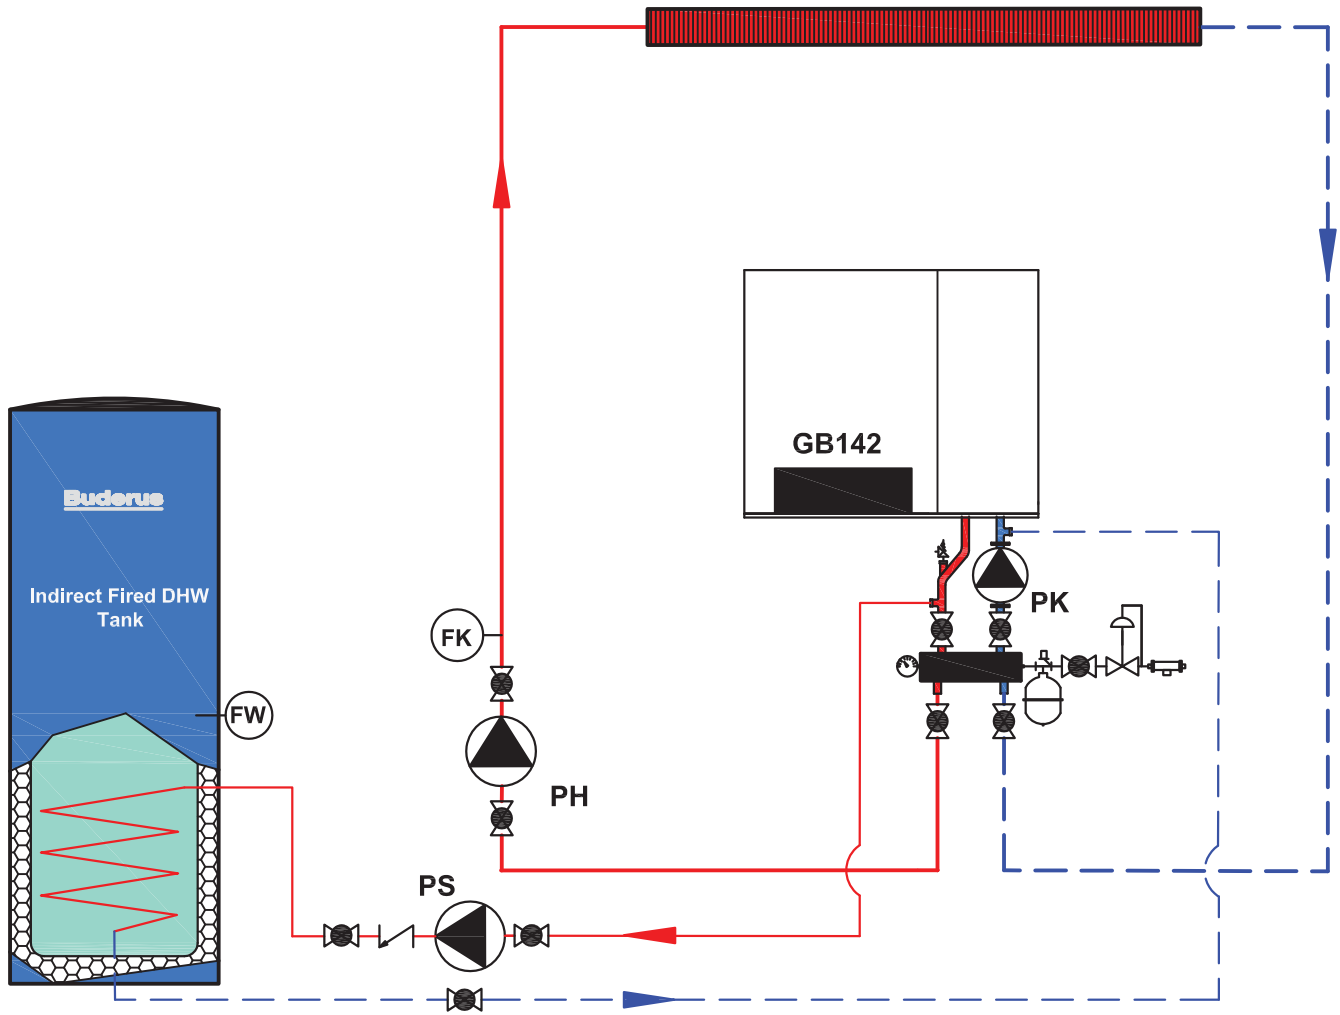 GB142
Buderus
Indirect Fired DHW
Tank
PK
FK
FW
PH
PS